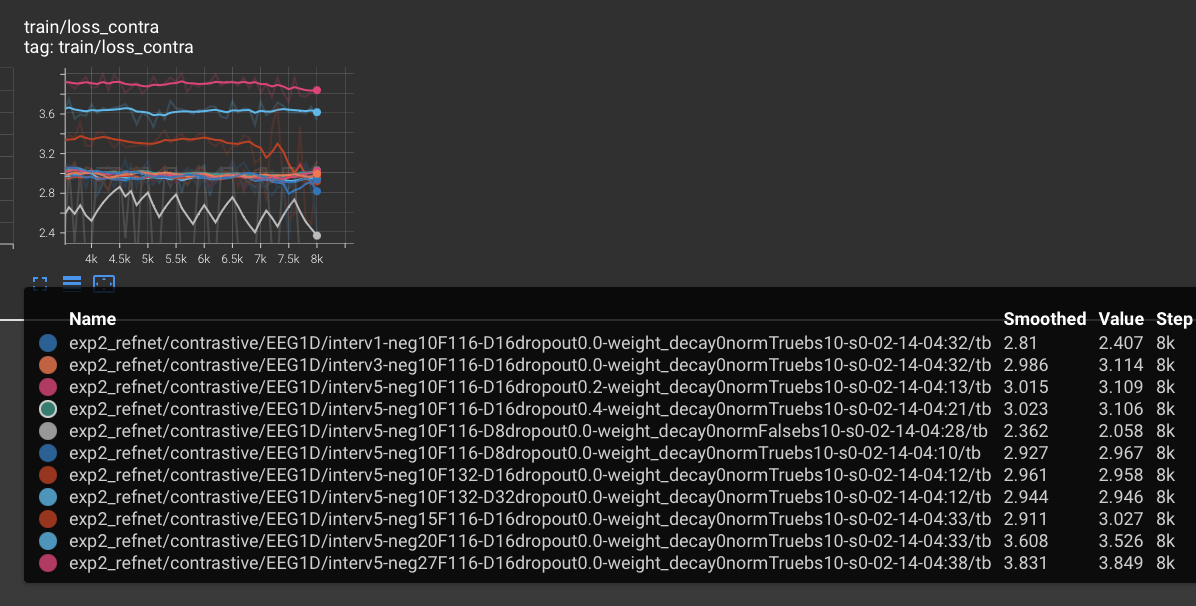 train/loss_contra
tag: train/loss_contra
3.6
3.2
2.8
2.4
4k 4.5k 5k 5.5k 6k 6.5k 7k 7.5k 8k
Name Smoothed Value Step
exp2_refnet/contrastive/EEG1D/interv1-neg10F116-D16dropout0.0-weight_decay0normTruebs10-s0-02-14-04:32/tb 2.81 2.407 8k
exp2_refnet/contrastive/EEG1D/interv3-neg10F116-D16dropout0.0-weight_decay0normTruebs10-s0-02-14-04:32/tb 2.986 3.114 8k
exp2_refnet/contrastive/EEG1D/interv5-neg10F116-D16dropout0.2-weight_decay0normTruebs10-s0-02-14-04:13/tb 3.015 3.109 8k
exp2_refnet/contrastive/EEG1D/interv5-neg10F116-D16dropout0.4-weight_decay0normTruebs10-s0-02-14-04:21/tb 3.023 3.106 8k
exp2_refnet/contrastive/EEG1D/interv5-neg10F116-D8dropout0.0-weight_decay0normFalsebs10-s0-02-14-04:28/tb 2.362 2.058 8k
exp2_refnet/contrastive/EEG1D/interv5-neg10F116-D8dropout0.0-weight_decay0normTruebs10-s0-02-14-04:10/tb 2.927 2.967 8k
exp2_refnet/contrastive/EEG1D/interv5-neg10F132-D16dropout0.0-weight_decay0normTruebs10-s0-02-14-04:12/tb 2.961 2.958 8k
exp2_refnet/contrastive/EEG1D/interv5-neg10F132-D32dropout0.0-weight_decay0normTruebs10-s0-02-14-04:12/tb 2.944 2.946 8k
exp2_refnet/contrastive/EEG1D/interv5-neg15F116-D16dropout0.0-weight_decay0normTruebs10-s0-02-14-04:33/tb 2.911 3.027 8k
exp2_refnet/contrastive/EEG1D/interv5-neg20F116-D16dropout0.0-weight_decay0normTruebs10-s0-02-14-04:33/tb 3.608 3.526 8k
exp2_refnet/contrastive/EEG1D/interv5-neg27F116-D16dropout0.0-weight_decay0normTruebs10-s0-02-14-04:38/tb 3.831 3.849 8k